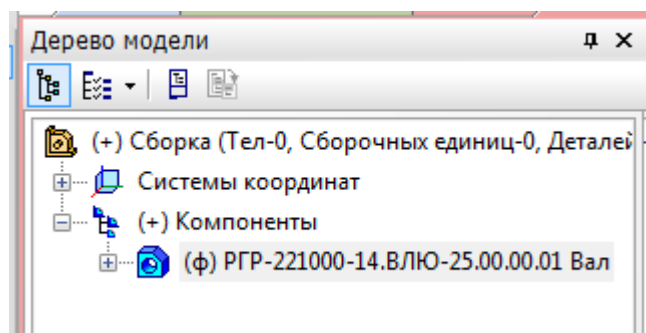 Дерево модели
(+) Сборка (Тел-0, Сборочных единиц-0, Деталей-
Системы координат
(+) Компоненты
(ф) РГР-221000-14.ВЛЮ-25.00.00.01 Вал